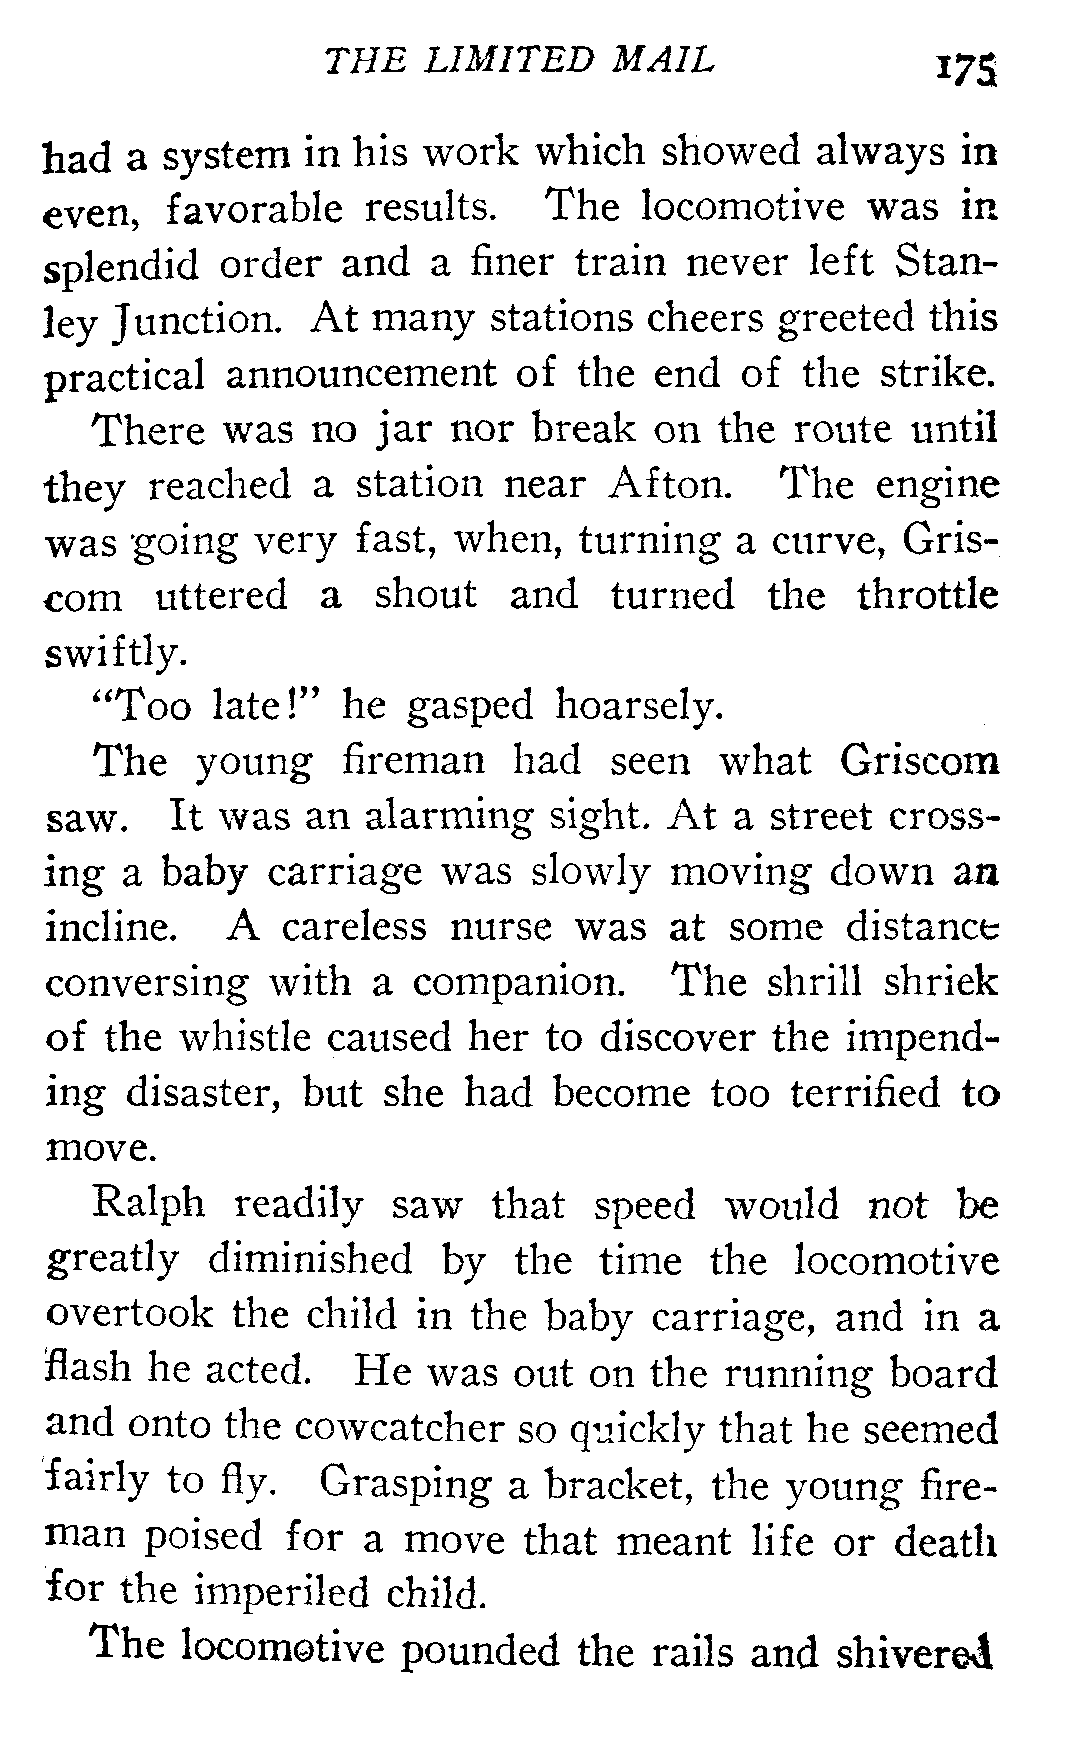 THE LIMITED MAIL 175
had a system in his work which showed always in
even, favorable results. The locomotive was in
splendid order and a finer train never left Stan-
ley Junction. At many stations cheers greeted this
practical announcement of the end of the strike.
There was no jar nor break on the route until
they reached a station near Afton. The engine
was going very fast, when, turning a curve, Gris-
com uttered a shout and turned the throttle
swiftly.
"Too late!" he gasped hoarsely.
The young fireman had seen what Griscom
saw. It was an alarming sight. At a street cross-
ing a baby carriage was slowly moving down an
incline. A careless nurse was at some distance
conversing with a companion. The shrill shriek
of the whistle caused her to discover the impend-
ing disaster, but she had become too terrified to
move.
Ralph readily saw that speed would not be
greatly diminished by the time the locomotive
overtook the child in the baby carriage, and in a
flash he acted. He was out on the running board
and onto the cowcatcher so quickly that he seemed
fairly to fly. Grasping a bracket, the young fire-
man poised for a move that meant life or death
for the imperiled child.
The locomotive pounded the rails and shivered